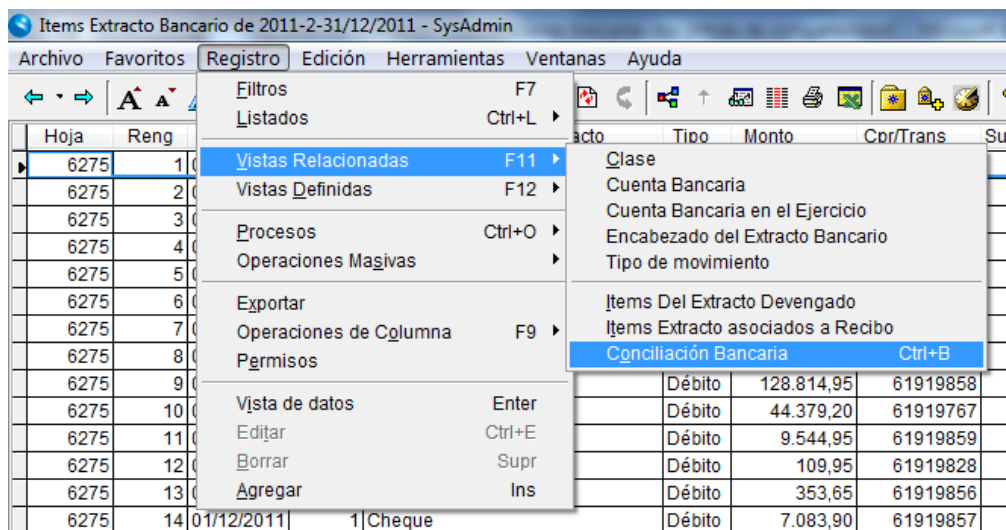 Items Extracto Bancario de 2011-2-31/12/2011 - SysAdmin
Archivo Favoritos Registro Edición Herramientas Ventanas Ayuda
Filtros F7
Listados Ctrl+L
Vistas Relacionadas F11
Vistas Definidas F12
Procesos Ctrl+O
Operaciones Masivas
Exportar
Operaciones de Columna F9
Permisos
Vista de datos Enter
Editar Ctrl+E
Borrar Supr
Agregar Ins
Clase
Cuenta Bancaria
Cuenta Bancaria en el Ejercicio
Encabezado del Extracto Bancario
Tipo de movimiento
Items Del Extracto Devengado
Items Extracto asociados a Recibo
Conciliación Bancaria Ctrl+B
Hoja Reng acto Tipo Monto Cpr/Trans Su
6275 1
6275 2
6275 3
6275 4
6275 5
6275 6
6275 7
6275 8
6275 9 Débito 128.814,95 61919858
6275 10 Débito 44.379,20 61919767
6275 11 Débito 9.544,95 61919859
6275 12 Débito 109,95 61919828
6275 13 Débito 353,65 61919856
6275 14 01/12/2011 1 Cheque Débito 7.083,90 61919857